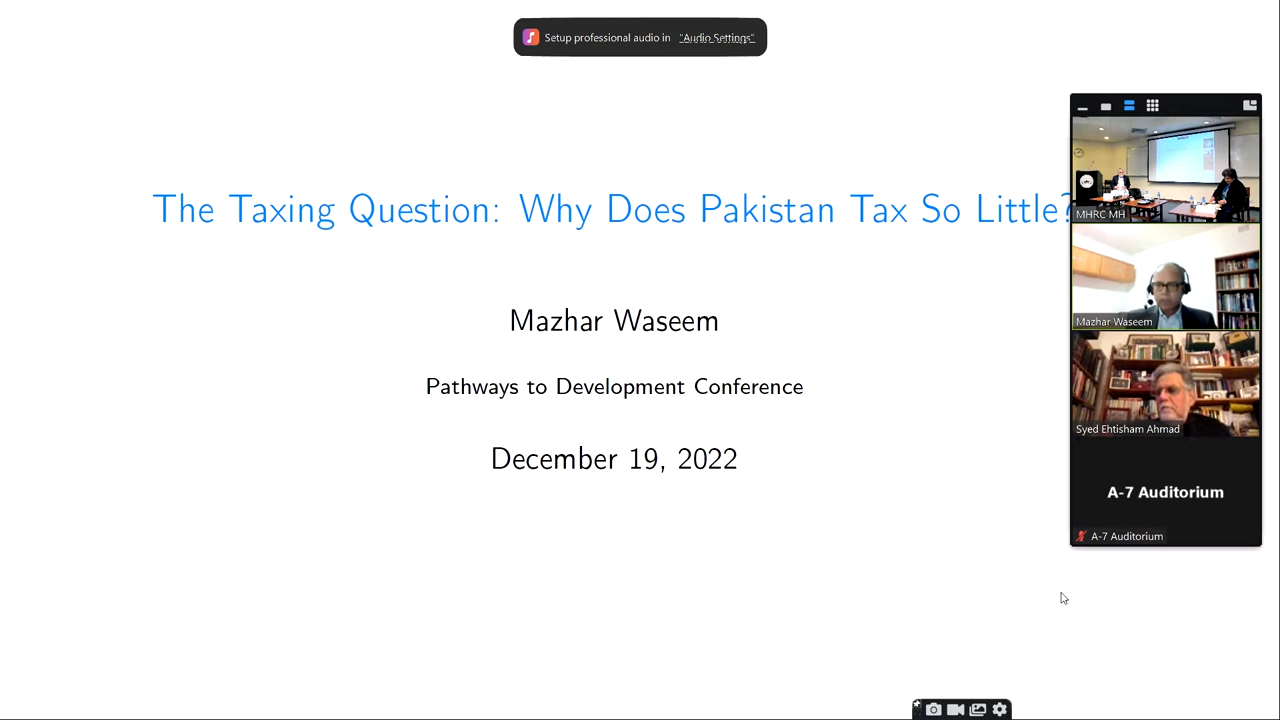 Setup professional audio in "Audio Settings"
The Taxing Question: Why Does Pakistan Tax So Little?
Mazhar Waseem
Pathways to Development Conference
December 19, 2022
MHRC MH
Mazhar Waseem
Syed Ehtisham Ahmad
A-7 Auditorium
A-7 Auditorium